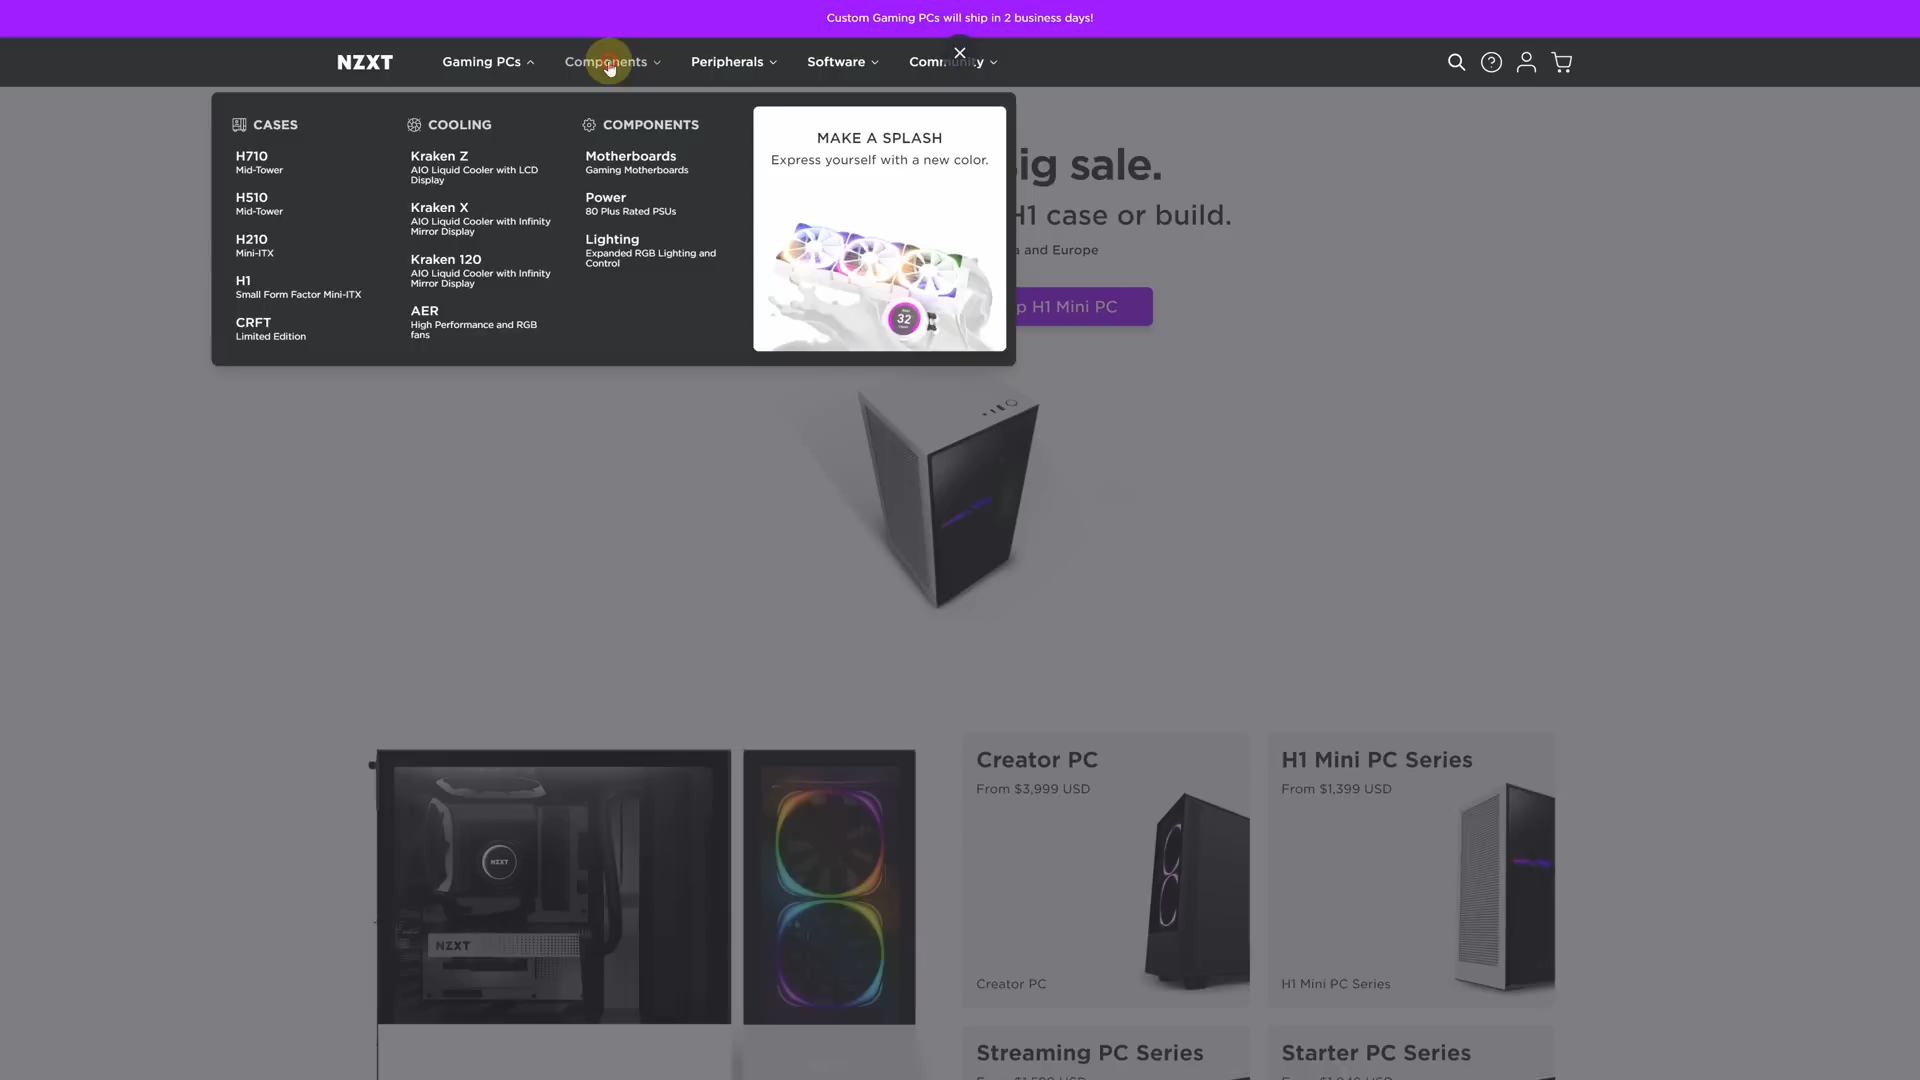 Custom Gaming PCs will ship in 2 business days!
NZXT
Gaming PCs
Components
Peripherals
Software
Community
CASES
H710
Mid-Tower
H510
Mid-Tower
H210
Mini-ITX
H1
Small Form Factor Mini-ITX
CRFT
Limited Edition
COOLING
Kraken Z
AIO Liquid Cooler with LCD
Display
Kraken X
AIO Liquid Cooler with Infinity
Mirror Display
Kraken 120
AIO Liquid Cooler with Infinity
Mirror Display
AER
High Performance and RGB
fans
COMPONENTS
Motherboards
Gaming Motherboards
Power
80 Plus Rated PSUs
Lighting
Expanded RGB Lighting and
Control
MAKE A SPLASH
Express yourself with a new color.
32
ig sale.
H1 case or build.
a and Europe
p H1 Mini PC
NZXT
NZXT
Creator PC
From $3,999 USD
Creator PC
H1 Mini PC Series
From $1,399 USD
H1 Mini PC Series
Streaming PC Series
Starter PC Series